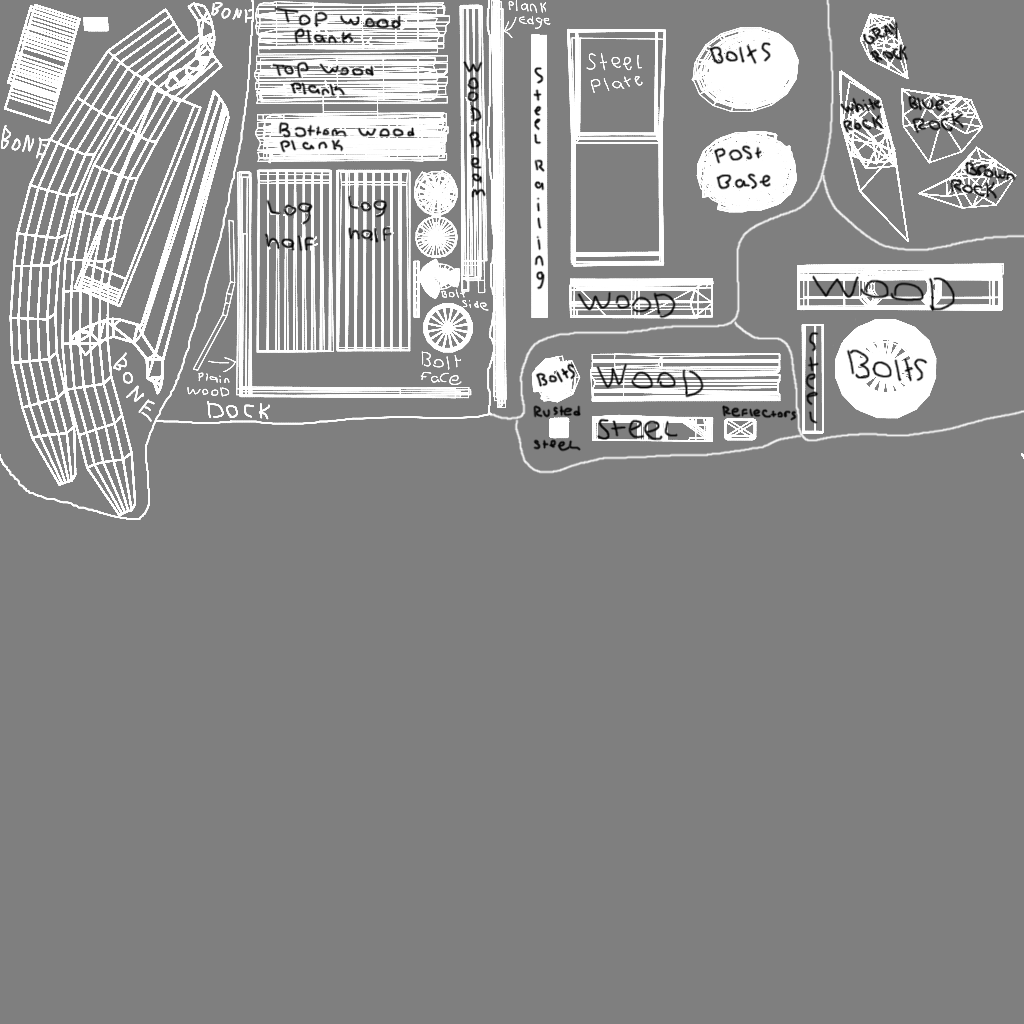 BONE
BONE
BONE
Top wood
Plank
Top wood
Plank
Bottom wood
Plank
WOOD Beam
Plank
edge
Log
half
Log
half
Bolt
Side
Bolt
Face
Plain
WOOD
DOCK
Steel Railing
Steel
Plate
Bolts
Post
Base
WOOD
GRAY
ROCK
White
ROCK
Blue
ROCK
Brown
ROCK
WOOD
Steel
Bolts
Bolts
WOOD
Rusted
Steel
Steel
Reflectors